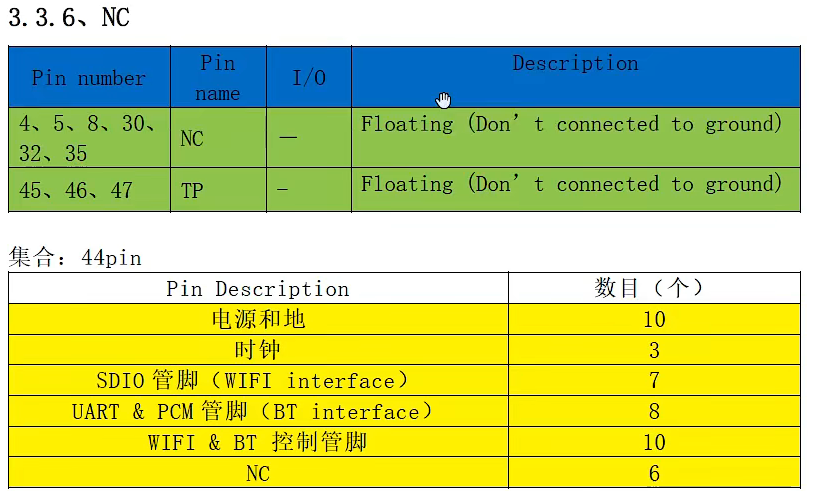 3.3.6、NC
Pin number
Pin
name
I/O
Description
4、5、8、30、
32、35
NC
—
Floating (Don't connected to ground)
45、46、47
TP
-
Floating (Don't connected to ground)
集合: 44pin
Pin Description
数目（个）
电源和地
10
时钟
3
SDIO 管脚（WIFI interface）
7
UART & PCM 管脚（BT interface）
8
WIFI & BT 控制管脚
10
NC
6